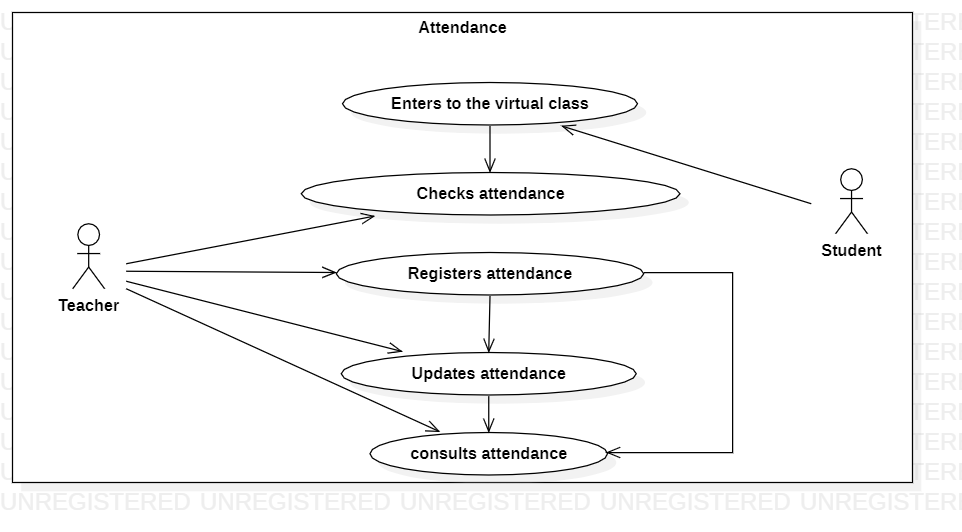 Attendance
Enters to the virtual class
Checks attendance
Student
Registers attendance
Teacher
Updates attendance
consults attendance
UNREGISTERED UNREGISTERED UNREGISTERED UNREGISTERED UNREGISTERI